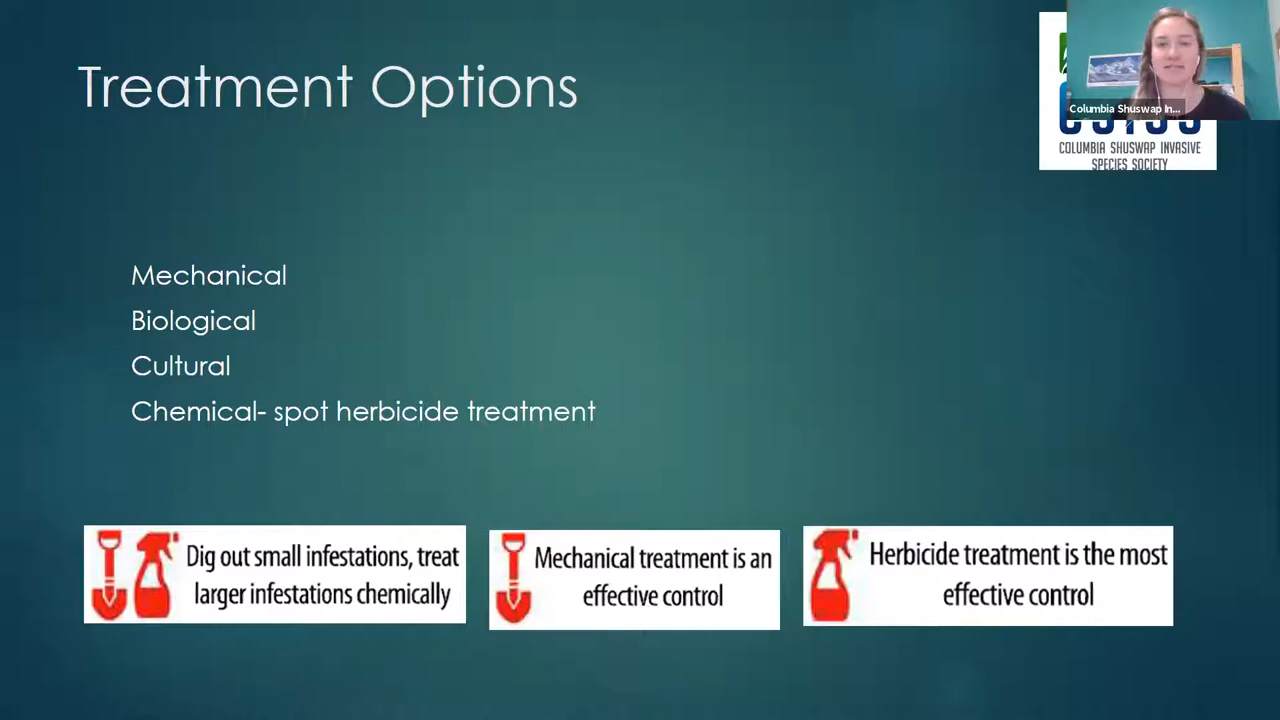 Treatment Options
Columbia Shuswap In...
COLUMBIA SHUSWAP INVASIVE
SPECIES SOCIETY
Mechanical
Biological
Cultural
Chemical- spot herbicide treatment
Dig out small infestations, treat
larger infestations chemically
Mechanical treatment is an
effective control
Herbicide treatment is the most
effective control